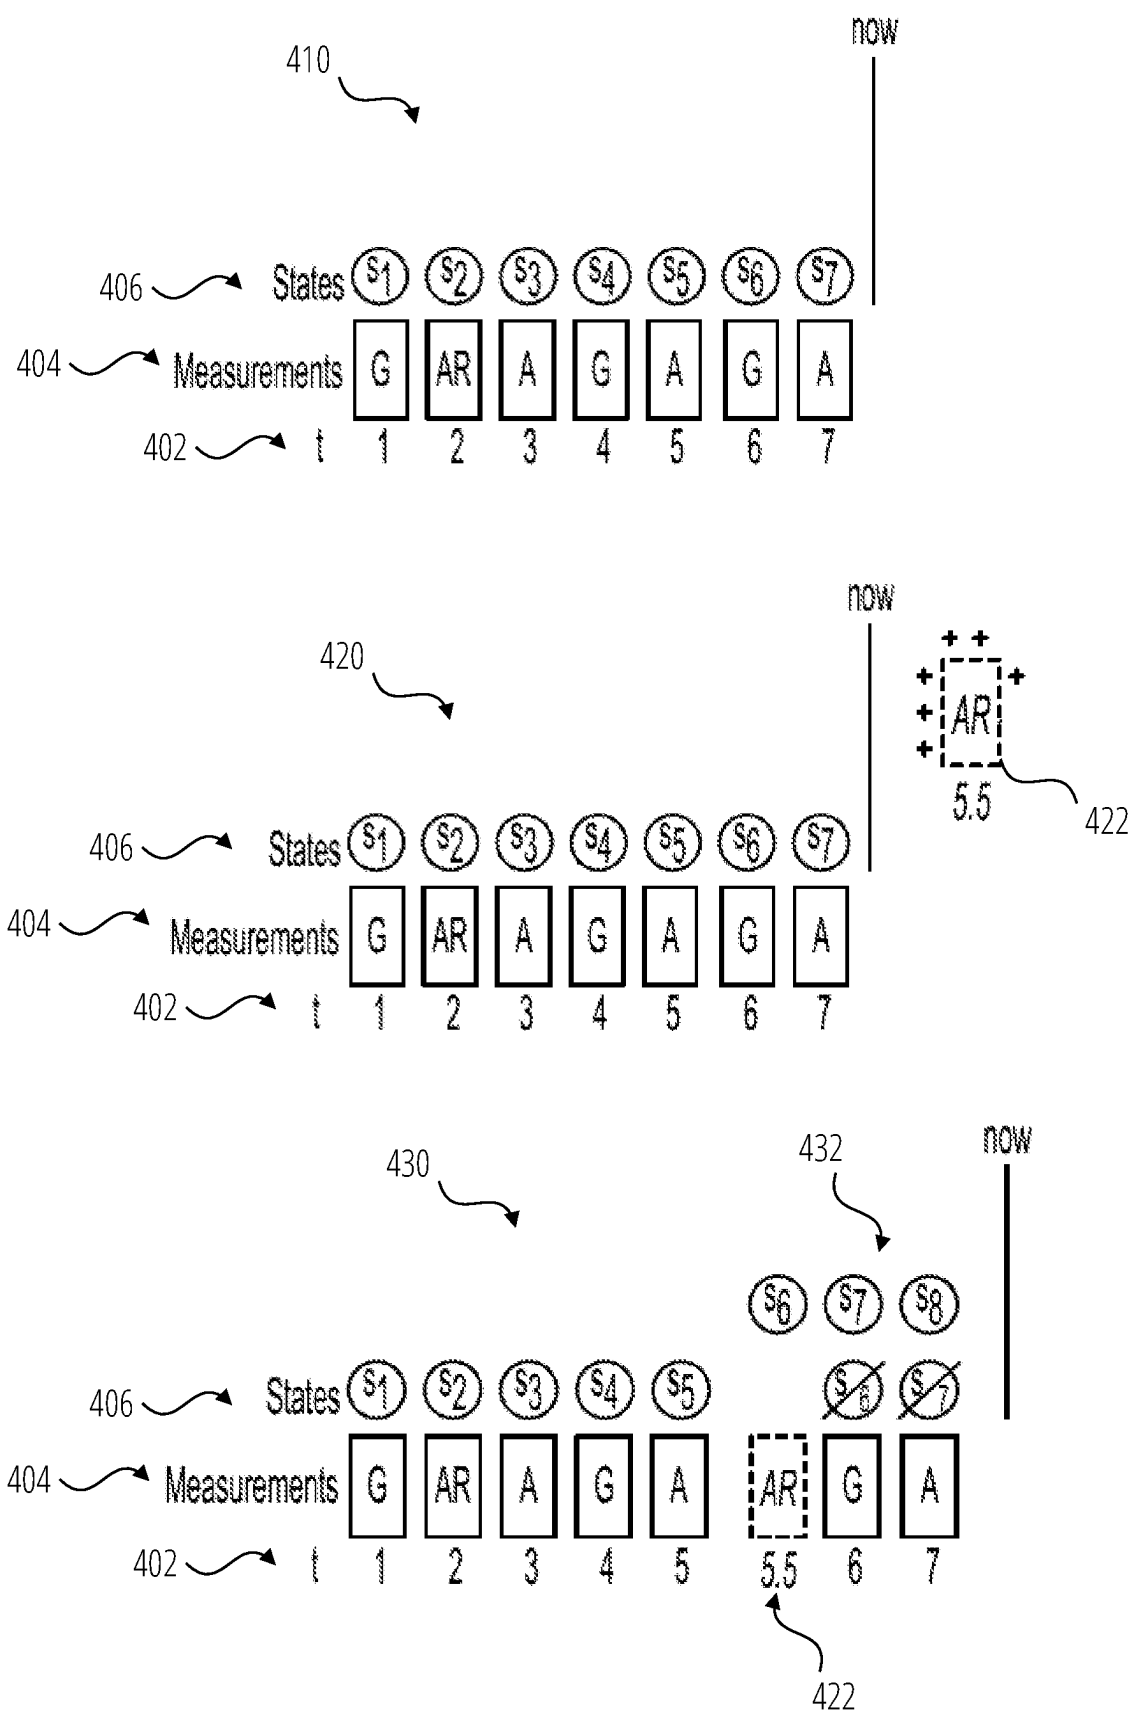 now
410
406 States S1 S2 S3 S4 S5 S6 S7
404 Measurements G AR A G A G A
402 t 1 2 3 4 5 6 7
now
420
+ +
+ +
+ AR
+
5.5
422
406 States S1 S2 S3 S4 S5 S6 S7
404 Measurements G AR A G A G A
402 t 1 2 3 4 5 6 7
now
432
430
S6 S7 S8
406 States S1 S2 S3 S4 S5 S6 S7
404 Measurements G AR A G A AR G A
402 t 1 2 3 4 5 5.5 6 7
422